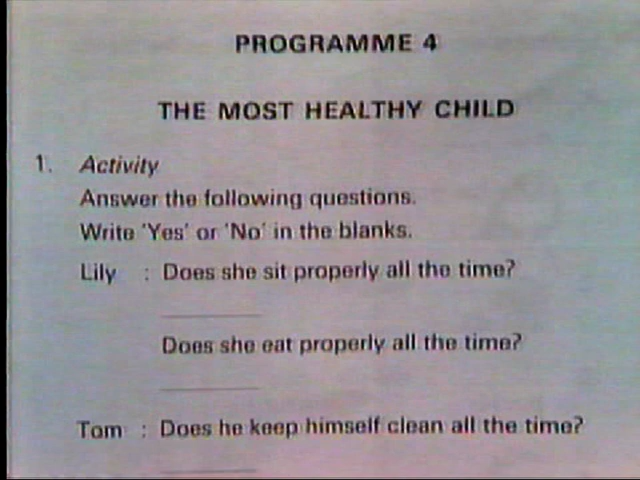 PROGRAMME 4
THE MOST HEALTHY CHILD
1. Activity
Answer the following questions.
Write 'Yes' or 'No' in the blanks.
Lily : Does she sit properly all the time?
Does she eat properly all the time?
Tom : Does he keep himself clean all the time?